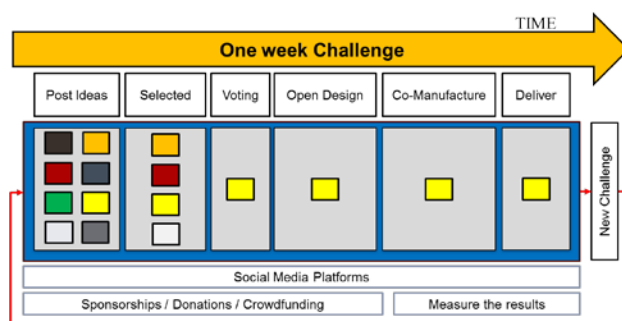 TIME
One week Challenge
Post Ideas
Selected
Voting
Open Design
Co-Manufacture
Deliver
New Challenge
Social Media Platforms
Sponsorships / Donations / Crowdfunding
Measure the results